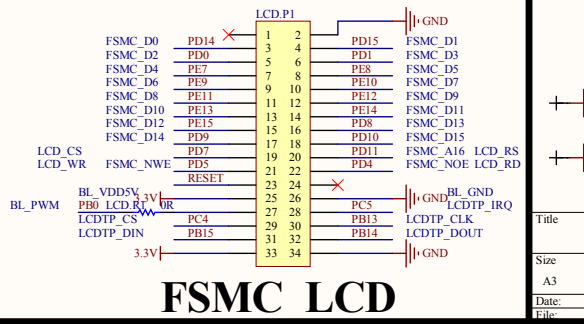 LCD.P1
1 2 GND
FSMC_D0 PD14 3 4 PD15 FSMC_D1
FSMC_D2 PD0 5 6 PD1 FSMC_D3
FSMC_D4 PE7 7 8 PE8 FSMC_D5
FSMC_D6 PE9 9 10 PE10 FSMC_D7
FSMC_D8 PE11 11 12 PE12 FSMC_D9
FSMC_D10 PE13 13 14 PE14 FSMC_D11
FSMC_D12 PE15 15 16 PD8 FSMC_D13
FSMC_D14 PD9 17 18 PD10 FSMC_D15
LCD_CS PD7 19 20 PD11 FSMC_A16 LCD_RS
LCD_WR FSMC_NWE PD5 21 22 PD4 FSMC_NOE LCD_RD
RESET 23 24
BL_VDD5V 3.3V 25 26 GND BL_GND
BL_PWM PB0 LCD.R1 0R 27 28 PC5 LCDTP_IRQ
LCDTP_CS PC4 29 30 PB13 LCDTP_CLK
LCDTP_DIN PB15 31 32 PB14 LCDTP_DOUT
3.3V 33 34 GND
FSMC LCD
Title
Size
A3
Date:
File: